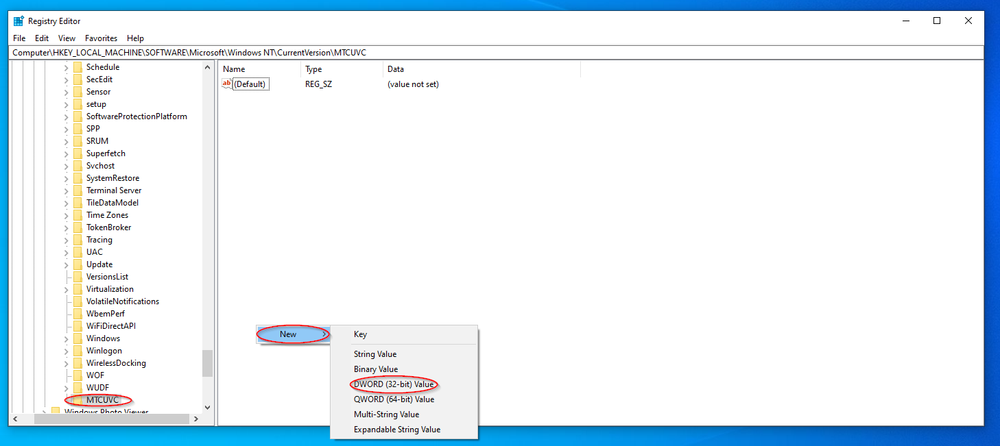 Registry Editor
File Edit View Favorites Help
Computer\HKEY_LOCAL_MACHINE\SOFTWARE\Microsoft\Windows NT\CurrentVersion\MTCUVC
Schedule
SecEdit
Sensor
setup
SoftwareProtectionPlatform
SPP
SRUM
Superfetch
Svchost
SystemRestore
Terminal Server
TileDataModel
Time Zones
TokenBroker
Tracing
UAC
Update
VersionsList
Virtualization
VolatileNotifications
WbemPerf
WiFiDirectAPI
Windows
Winlogon
WirelessDocking
WOF
WUDF
MTCUVC
Windows Photo Viewer
Name Type Data
ab (Default) REG_SZ (value not set)
New
Key
String Value
Binary Value
DWORD (32-bit) Value
QWORD (64-bit) Value
Multi-String Value
Expandable String Value